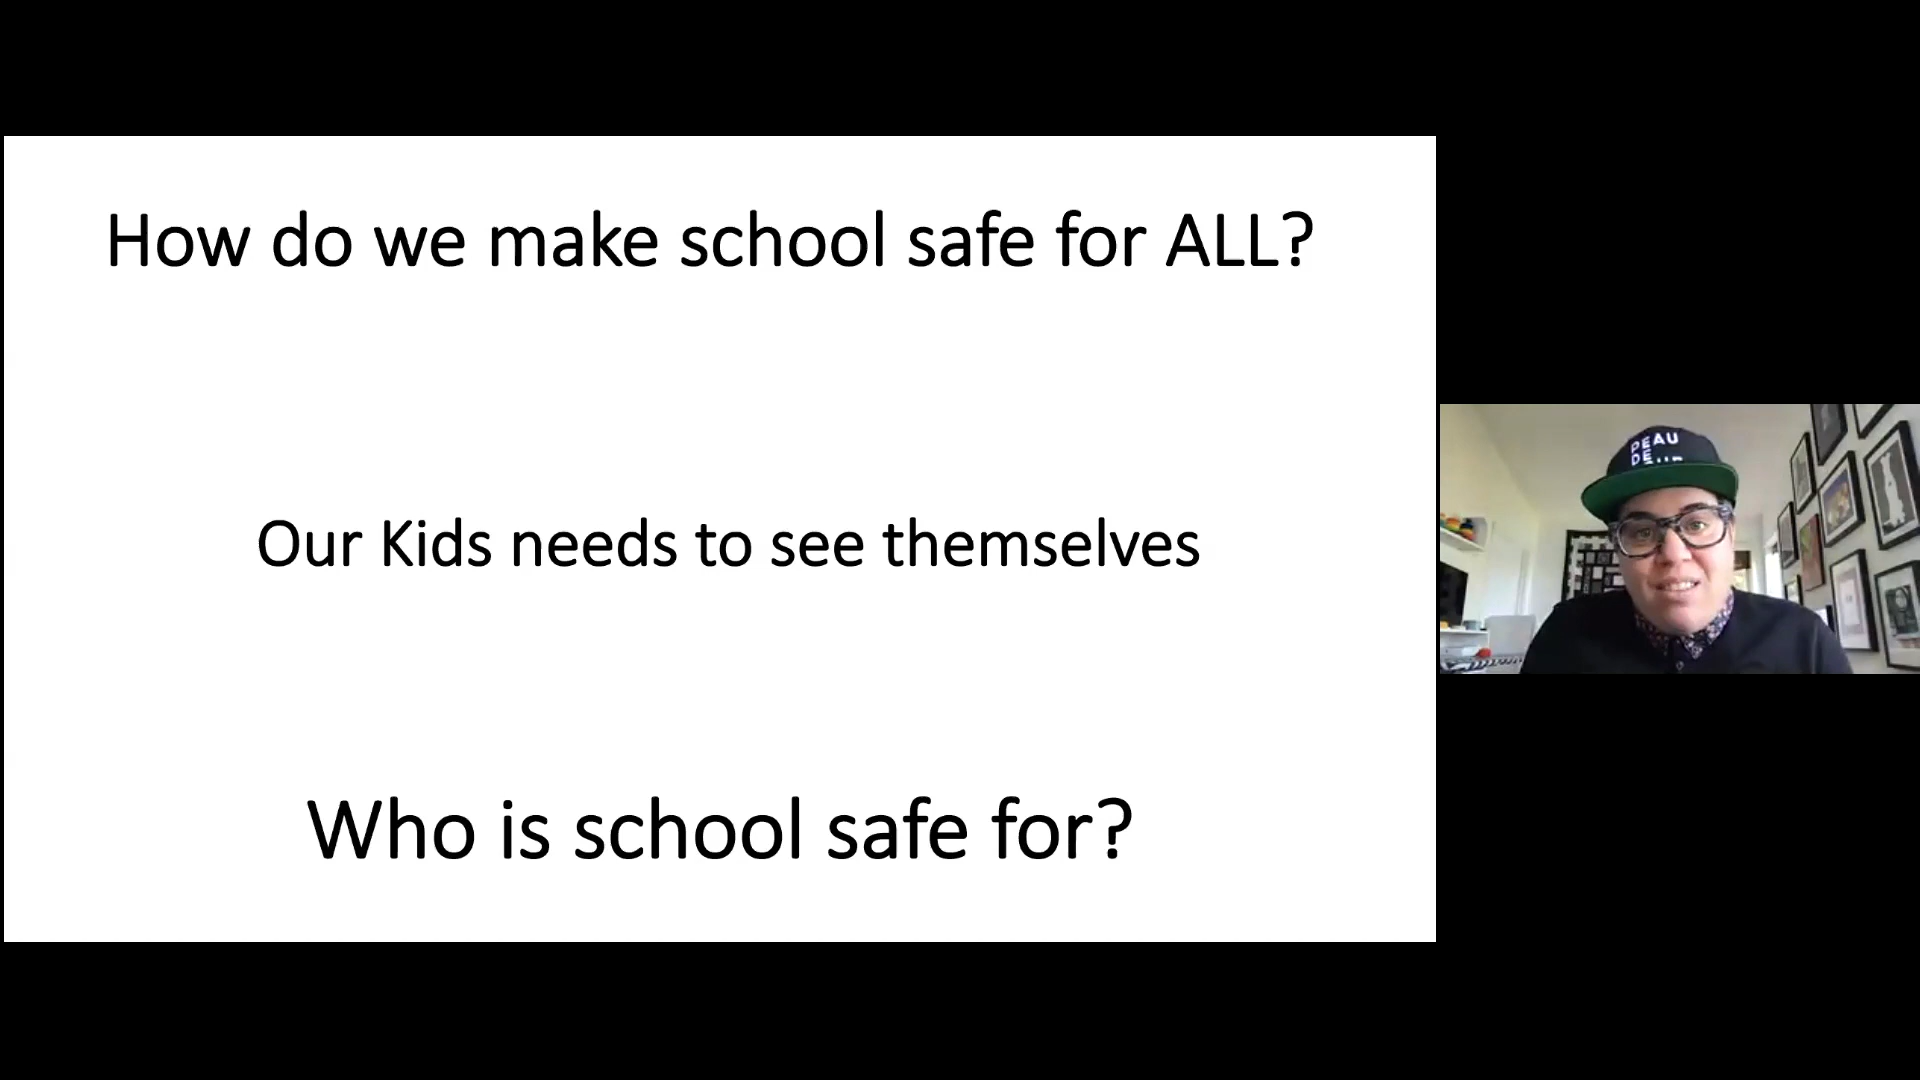 How do we make school safe for ALL?
Our Kids needs to see themselves
Who is school safe for?
PEAU
DE